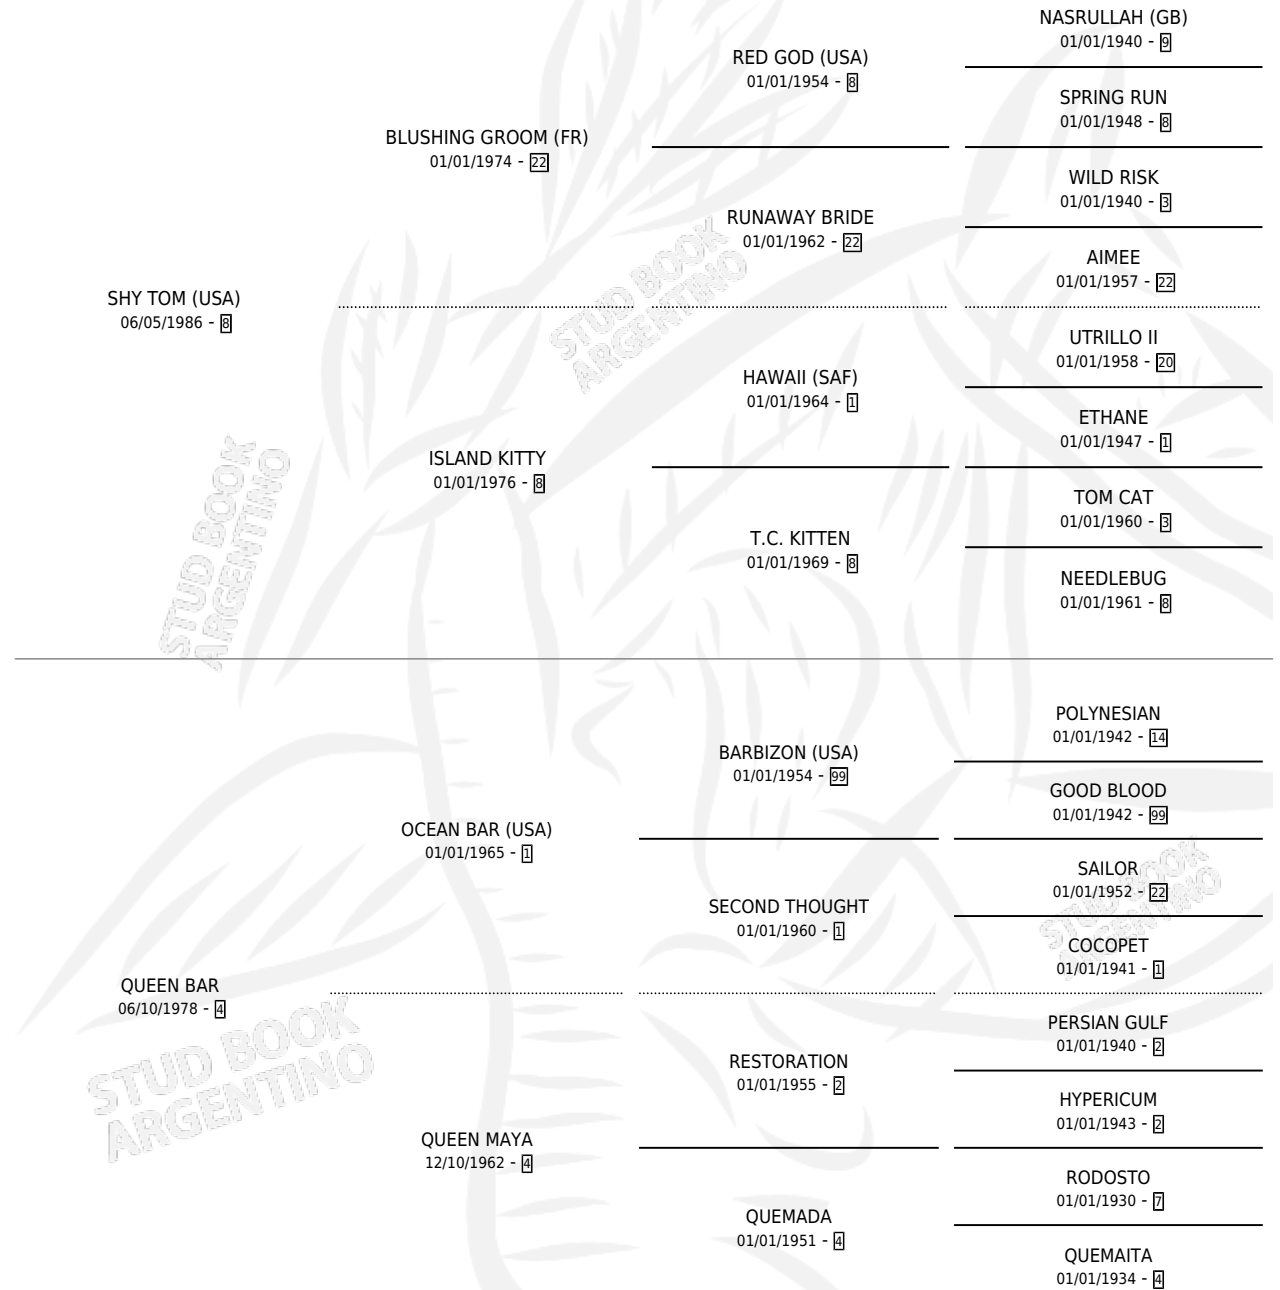 NASRULLAH (GB)
01/01/1940 - 9
RED GOD (USA)
01/01/1954 - 8
SPRING RUN
01/01/1948 - 8
BLUSHING GROOM (FR)
01/01/1974 - 22
WILD RISK
01/01/1940 - 3
RUNAWAY BRIDE
01/01/1962 - 22
AIMEE
01/01/1957 - 22
SHY TOM (USA)
06/05/1986 - 8
UTRILLO II
01/01/1958 - 20
HAWAII (SAF)
01/01/1964 - 1
ETHANE
01/01/1947 - 1
ISLAND KITTY
01/01/1976 - 8
TOM CAT
01/01/1960 - 3
T.C. KITTEN
01/01/1969 - 8
NEEDLEBUG
01/01/1961 - 8
POLYNESIAN
01/01/1942 - 14
BARBIZON (USA)
01/01/1954 - 99
GOOD BLOOD
01/01/1942 - 99
OCEAN BAR (USA)
01/01/1965 - 1
SAILOR
01/01/1952 - 22
SECOND THOUGHT
01/01/1960 - 1
COCOPET
01/01/1941 - 1
QUEEN BAR
06/10/1978 - 4
PERSIAN GULF
01/01/1940 - 2
RESTORATION
01/01/1955 - 2
HYPERICUM
01/01/1943 - 2
QUEEN MAYA
12/10/1962 - 4
RODOSTO
01/01/1930 - 7
QUEMADA
01/01/1951 - 4
QUEMAITA
01/01/1934 - 4
STUD BOOK
ARGENTINO
STUD BOOK
ARGENTINO
STUD BOOK
ARGENTINO
STUD BOOK
ARGENTINO